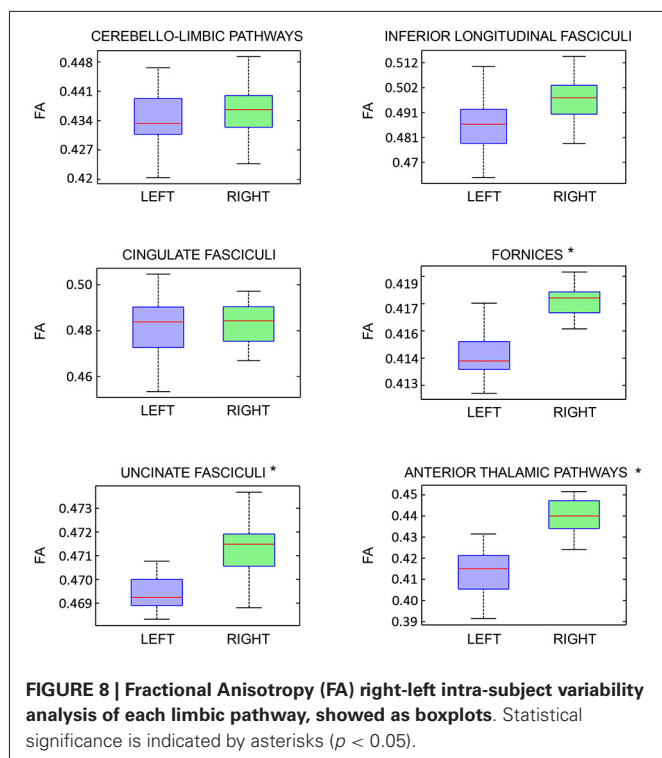 CEREBELLO-LIMBIC PATHWAYS
FA
0.448
0.441
0.434
0.427
0.42
LEFT RIGHT
INFERIOR LONGITUDINAL FASCICULI
FA
0.512
0.502
0.491
0.481
0.47
LEFT RIGHT
CINGULATE FASCICULI
FA
0.50
0.48
0.46
LEFT RIGHT
FORNICES *
FA
0.419
0.417
0.416
0.414
0.413
LEFT RIGHT
UNCINATE FASCICULI *
FA
0.473
0.472
0.471
0.470
0.469
LEFT RIGHT
ANTERIOR THALAMIC PATHWAYS *
FA
0.45
0.44
0.42
0.41
0.40
0.39
LEFT RIGHT
FIGURE 8 | Fractional Anisotropy (FA) right-left intra-subject variability
analysis of each limbic pathway, showed as boxplots. Statistical
significance is indicated by asterisks (p < 0.05).